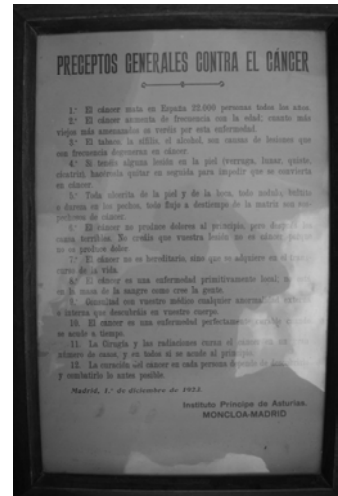 PRECEPTOS GENERALES CONTRA EL CÁNCER
1.º El cáncer mata en España 22.000 personas todos los años.
2.º El cáncer aumenta de frecuencia con la edad; cuanto más
viejos más amenazados os veréis por esta enfermedad.
3.º El tabaco, la sífilis, el alcohol, son causas de lesiones que
con frecuencia degeneran en cáncer.
4.º Si tenéis alguna lesión en la piel (verruga, lunar, quiste,
cicatriz) hacérosla quitar en seguida para impedir que se convierta
en cáncer.
5.º Toda ulcerita de la piel y de la boca, todo nódulo, bultito
o dureza en los pechos, todo flujo a destiempo de la matriz son sos-
pechosos de cáncer.
6.º El cáncer no produce dolores al principio, pero después los
causa terribles. No creáis que vuestra lesión no es cáncer porque
no os produce dolor.
7.º El cáncer no es hereditario, sino que se adquiere en el
curso de la vida.
8.º El cáncer es una enfermedad primitivamente local,
en la masa de la sangre como cree la gente.
9.º Consultad con vuestro médico cualquier anormalidad externa
o interna que descubráis en vuestro cuerpo.
10. El cáncer es una enfermedad perfectamente
se acude a tiempo.
11. La Cirugía y las radiaciones curan el cáncer en un
número de casos, y en todos si se acude al principio.
12. La curación del cáncer en cada persona depende de
y combatirlo lo antes posible.
Madrid, 1.º de diciembre de 1923.
Instituto Príncipe de Asturias.
MONCLOA-MADRID